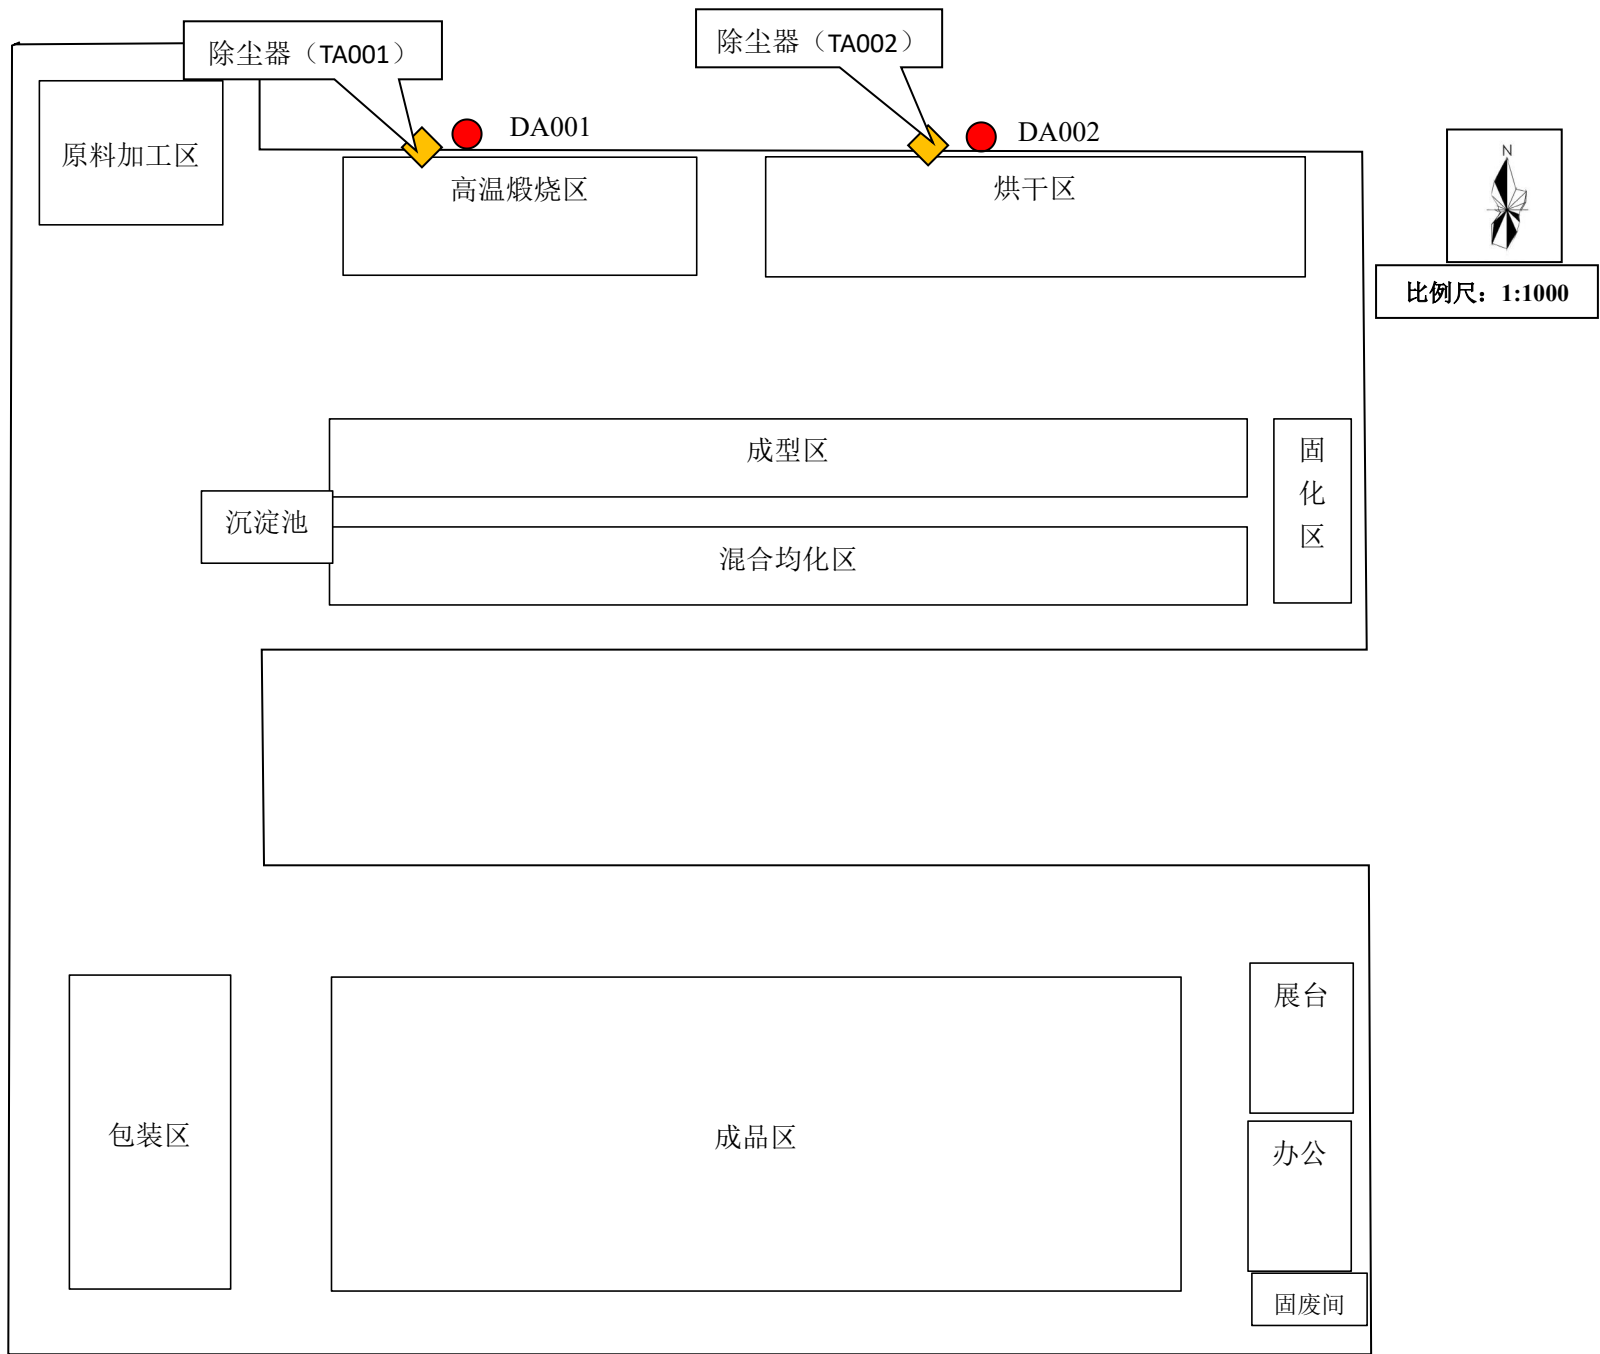 除尘器（TA001）
除尘器（TA002）
DA001
DA002
原料加工区
高温煅烧区
烘干区
N
比例尺：1:1000
成型区
固
化
区
沉淀池
混合均化区
展台
包装区
成品区
办公
固废间